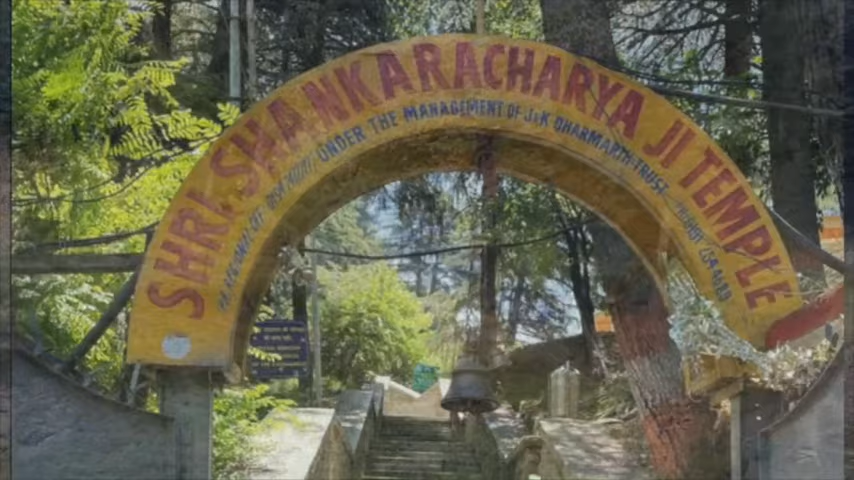 SHRI. SHANKARACHARYA JI TEMPLE
UNDER THE MANAGEMENT OF J&K DHARMARTH TRUST